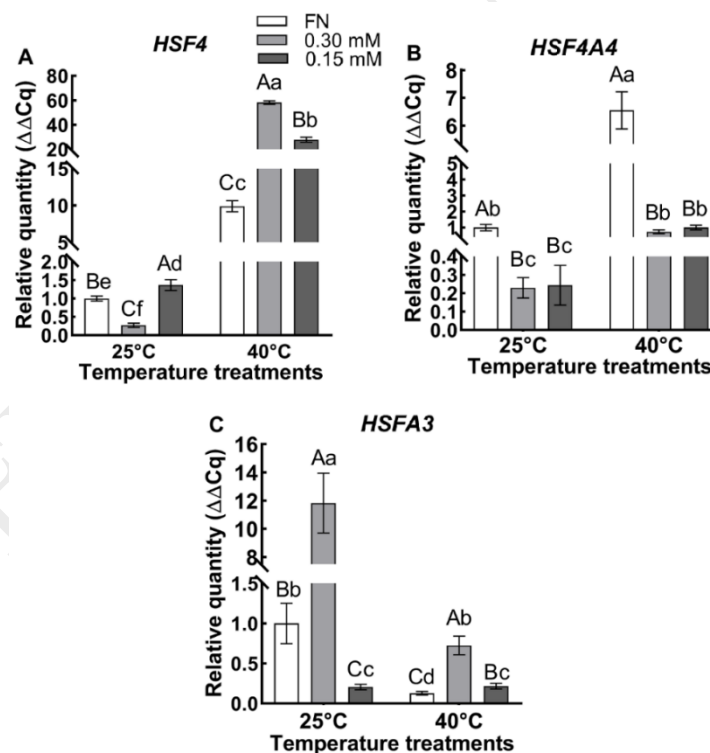 FN
0.30 mM
0.15 mM
A
HSF4
Relative quantity (ΔΔCq)
80
60
40
20
15
10
5
2.0
1.5
1.0
0.5
0.0
Be
Cf
Ad
Cc
Aa
Bb
25°C
40°C
Temperature treatments
B
HSF4A4
Relative quantity (ΔΔCq)
8
7
6
5
4
3
2
1
0.4
0.3
0.2
0.1
0.0
Ab
Bc
Bc
Aa
Bb
Bb
25°C
40°C
Temperature treatments
C
HSFA3
Relative quantity (ΔΔCq)
16
14
12
10
8
1.5
1.0
0.5
0.0
Bb
Aa
Cc
Cd
Ab
Bc
25°C
40°C
Temperature treatments